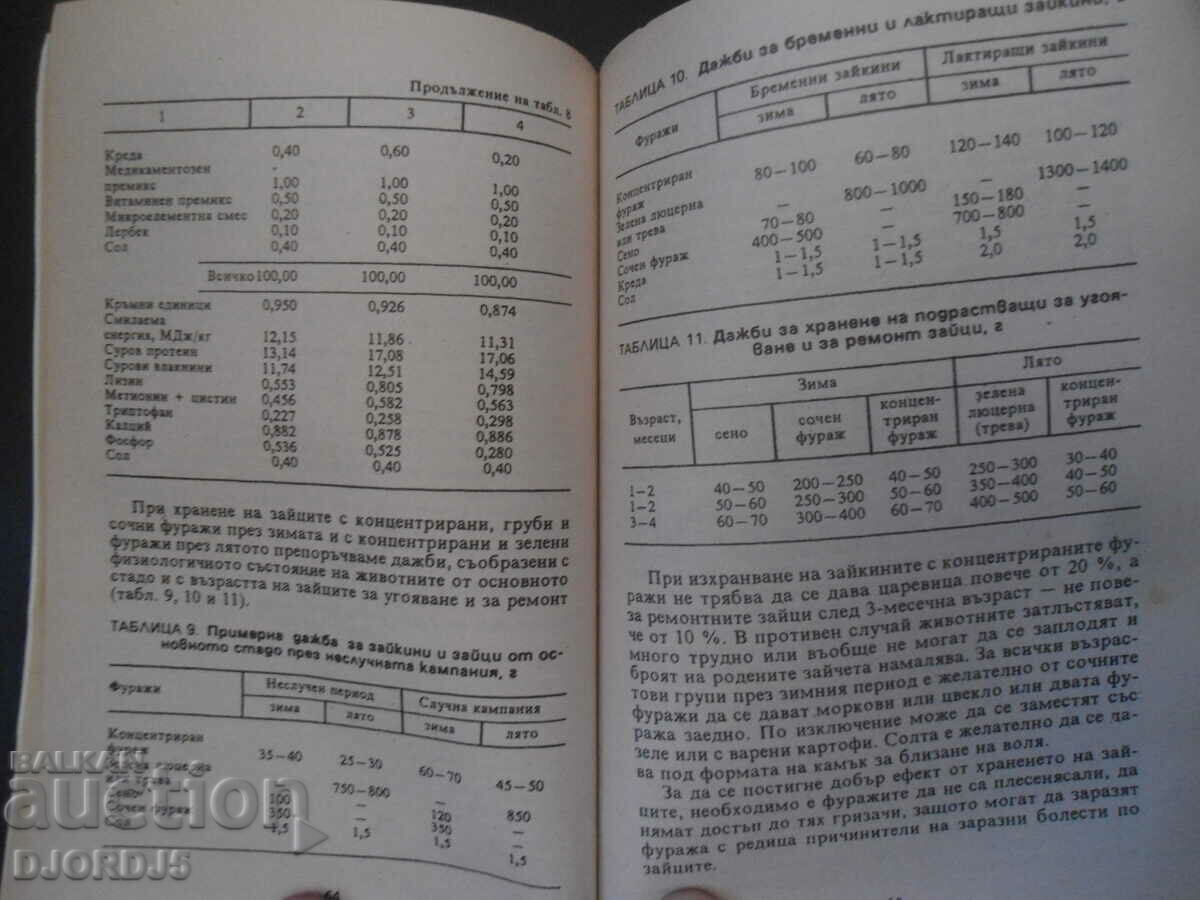 Продължение на табл. 8
1 2 3 4
Креда 0,40 0,60 0,20
Медикаментозен
премикс 1,00 1,00 1,00
Витаминен премикс 0,50 0,50 0,50
Микроелементна смес 0,20 0,20 0,20
Дербек 0,10 0,10 0,10
Сол 0,40 0,40 0,40
Всичко 100,00 100,00 100,00
Кръмни единици 0,950 0,926 0,874
Смилаема
енергия, МДж/кг 12,15 11,86 11,31
Суров протеин 13,14 17,08 17,06
Сурови влакнини 11,74 12,51 14,59
Лизин 0,553 0,805 0,798
Метионин + цистин 0,456 0,582 0,563
Триптофан 0,227 0,258 0,298
Калций 0,882 0,878 0,886
Фосфор 0,536 0,525 0,280
Сол 0,40 0,40 0,40
При хранене на зайците с концентрирани, груби и
сочни фуражи през зимата и с концентрирани и зелени
фуражи през лятото препоръчваме дажби, съобразени с
физиологичното състояние на животните от основното
стадо и с възрастта на зайците за угояване и за ремонт
(табл. 9, 10 и 11).
ТАБЛИЦА 9. Примерна дажба за зайкини и зайци от ос-
новното стадо през неслучната кампания, г
Фуражи Неслучен период Случна кампания
зима лято зима лято
Концентриран
фураж 35—40 25—30 60—70 45—50
люцерна
или трева — 750—800 — 850
Сено 100 — 120 —
Сочен фураж 350 — 350 —
Сол 1,5 1,5 1,5 1,5
64
ТАБЛИЦА 10. Дажби за бременни и лактиращи зайкини, г
Фуражи Бременни зайкини Лактиращи зайкини
зима лято зима лято
Концентриран
фураж 80—100 60—80 120—140 100—120
Зелена люцерна
или трева — 800—1000 — 1300—1400
Сено 70—80 — 150—180 —
Сочен фураж 400—500 — 700—800 —
Креда 1—1,5 1—1,5 1,5 1,5
Сол 1—1,5 1—1,5 2,0 2,0
ТАБЛИЦА 11. Дажби за хранене на подрастващи за угоя-
ване и за ремонт зайци, г
Възраст, месеци Зима Лято
сено сочен фураж концен-триран фураж зелена люцерна (трева) концен-триран фураж
1—2 40—50 200—250 40—50 250—300 30—40
1—2 50—60 250—300 50—60 350—400 40—50
3—4 60—70 300—400 60—70 400—500 50—60
При изхранване на зайкините с концентрираните фу-
ражи не трябва да се дава царевица повече от 20 %, а
за ремонтните зайци след 3-месечна възраст — не пове-
че от 10 %. В противен случай животните затлъстяват,
много трудно или въобще не могат да се заплодят и
броят на родените зайчета намалява. За всички възрас-
тови групи през зимния период е желателно от сочните
фуражи да се дават моркови или цвекло или двата фу-
ража заедно. По изключение може да се заместят със
зеле или с варени картофи. Солта е желателно да се да-
ва под формата на камък за близане на воля.
За да се постигне добър ефект от храненето на зай-
ците, необходимо е фуражите да не са плесенясали, да
нямат достъп до тях гризачи, защото могат да заразят
фуража с редица причинители на заразни болести по
зайците.
BALKAN
auction
DJORDJ5